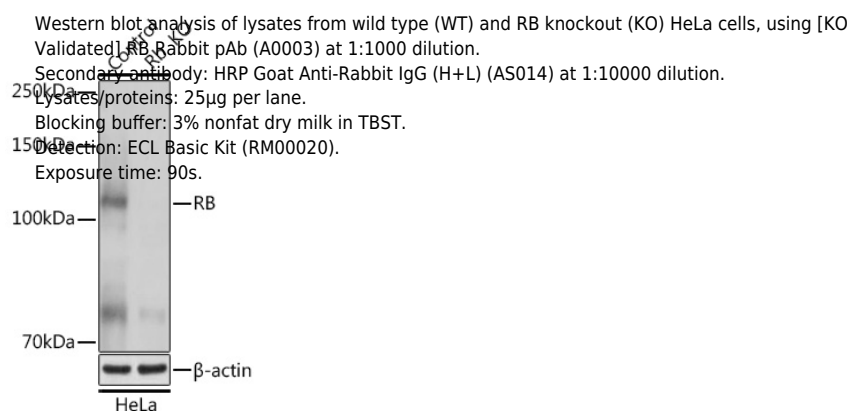 Western blot analysis of lysates from wild type (WT) and RB knockout (KO) HeLa cells, using [KO
Validated] RB Rabbit pAb (A0003) at 1:1000 dilution.
Secondary antibody: HRP Goat Anti-Rabbit IgG (H+L) (AS014) at 1:10000 dilution.
Lysates/proteins: 25μg per lane.
Blocking buffer: 3% nonfat dry milk in TBST.
Detection: ECL Basic Kit (RM00020).
Exposure time: 90s.
Control
Rb KO
250kDa
150kDa
RB
100kDa
70kDa
β-actin
HeLa